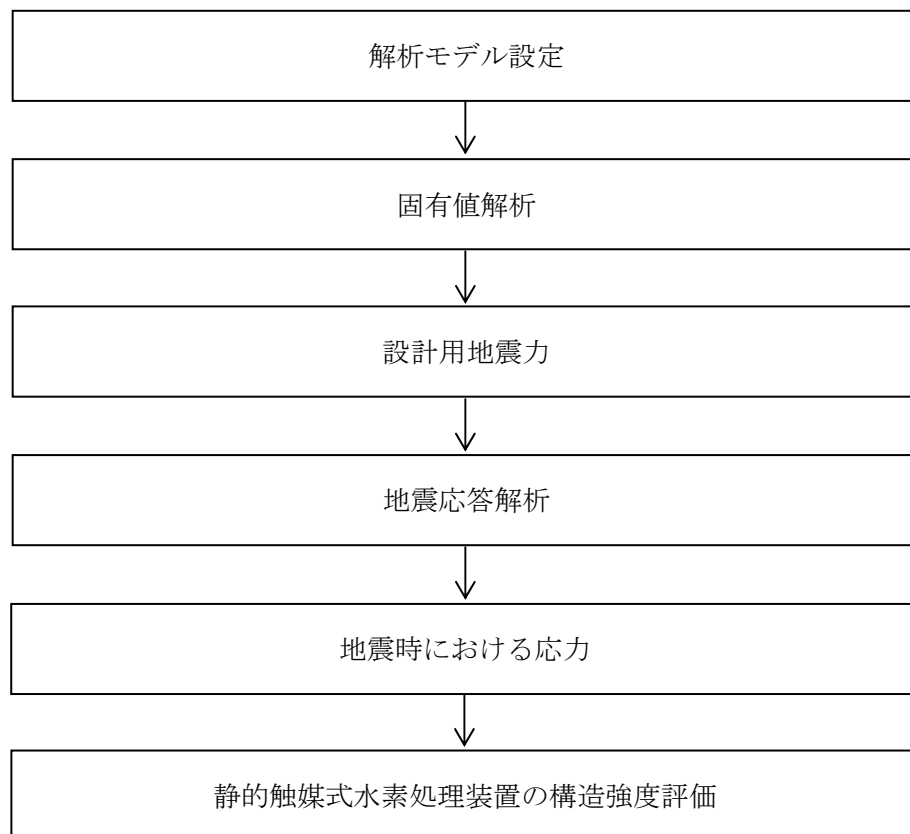 解析モデル設定
固有値解析
設計用地震力
地震応答解析
地震時における応力
静的触媒式水素処理装置の構造強度評価